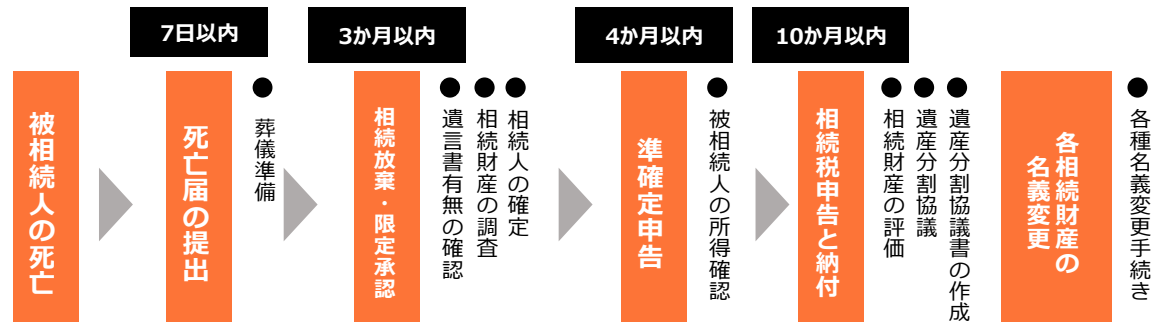 7日以内
3か月以内
4か月以内
10か月以内
被相続人の死亡
死亡届の提出
● 葬儀準備
相続放棄・限定承認
● 遺言書有無の確認
● 相続財産の調査
● 相続人の確定
準確定申告
● 被相続人の所得確認
相続税申告と納付
● 相続財産の評価
● 遺産分割協議
● 遺産分割協議書の作成
各相続財産の
名義変更
● 各種名義変更手続き